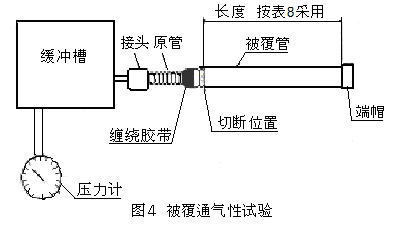 长度 按表8采用
缓冲槽
接头
原管
被覆管
缠绕胶带
切断位置
端帽
压力计
图4 被覆通气性试验